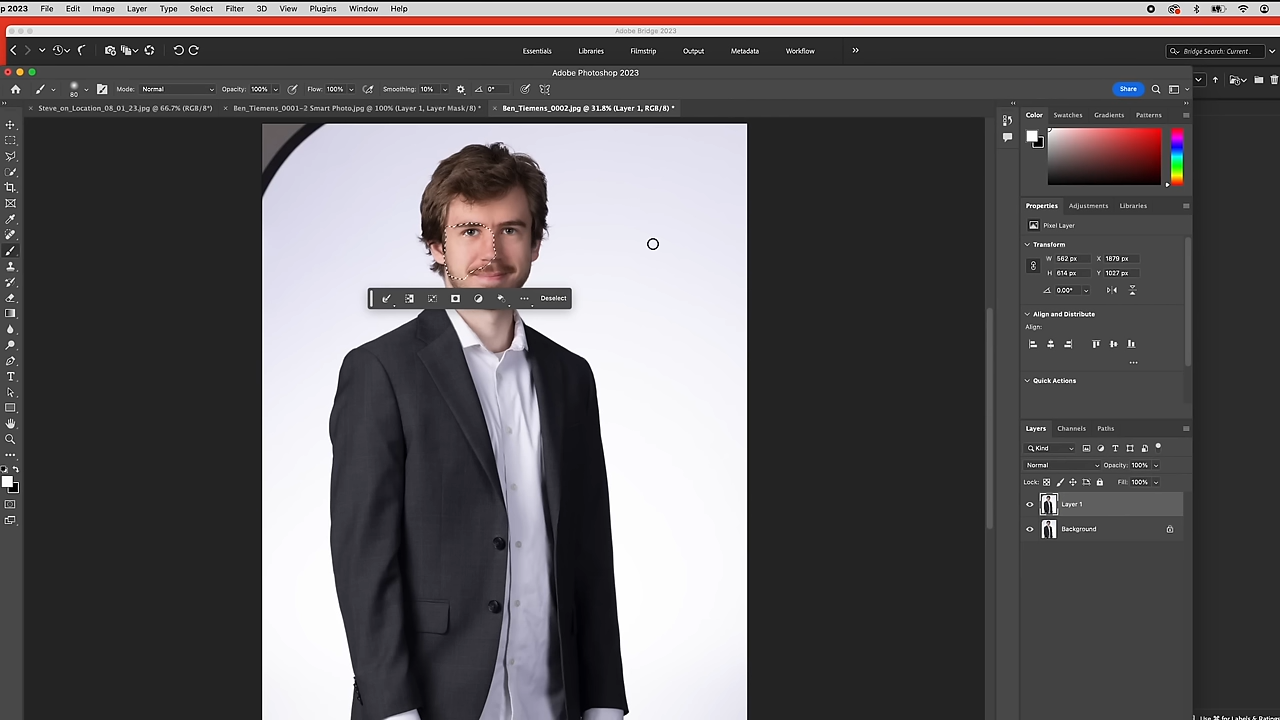 p 2023 File Edit Image Layer Type Select Filter 3D View Plugins Window Help
Adobe Bridge 2023
Essentials Libraries Filmstrip Output Metadata Workflow Bridge Search: Current
Adobe Photoshop 2023
80 Mode: Normal Opacity: 100% Flow: 100% Smoothing: 10% 0° Share
Steve_on_Location_08_01_23.jpg @ 66.7% (RGB/8*) Ben_Tiemens_0001-2 Smart Photo.jpg @ 100% (Layer 1, Layer Mask/8) * Ben_Tiemens_0002.jpg @ 31.8% (Layer 1, RGB/8) *
Color Swatches Gradients Patterns
Properties Adjustments Libraries
Pixel Layer
Transform
W 562 px X 1879 px
H 614 px Y 1027 px
0.00°
Deselect
Align and Distribute
Align:
Quick Actions
Layers Channels Paths
Kind
Normal Opacity: 100%
Lock: Fill: 100%
Layer 1
Background
Use ⌘ for Labels & Ratin